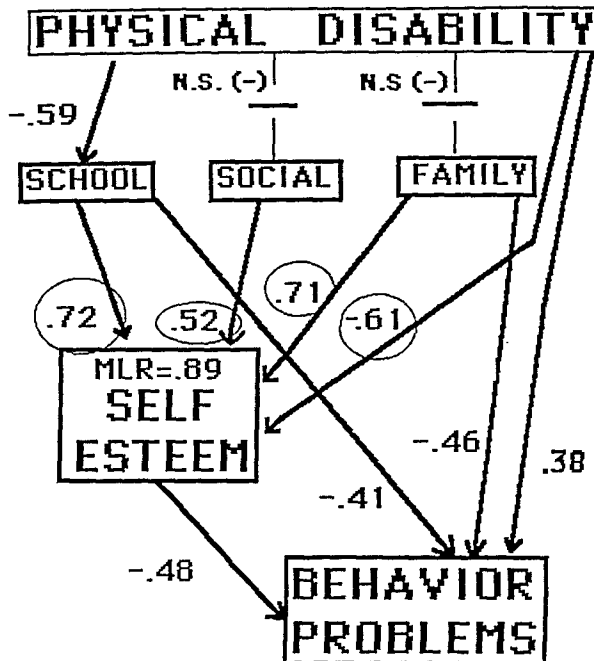 PHYSICAL DISABILITY
N.S. (-) N.S (-)
-.59
SCHOOL SOCIAL FAMILY
.72 .52 .71 -.61
MLR=.89
SELF
ESTEEM
-.46 .38
-.41
-.48
BEHAVIOR
PROBLEMS